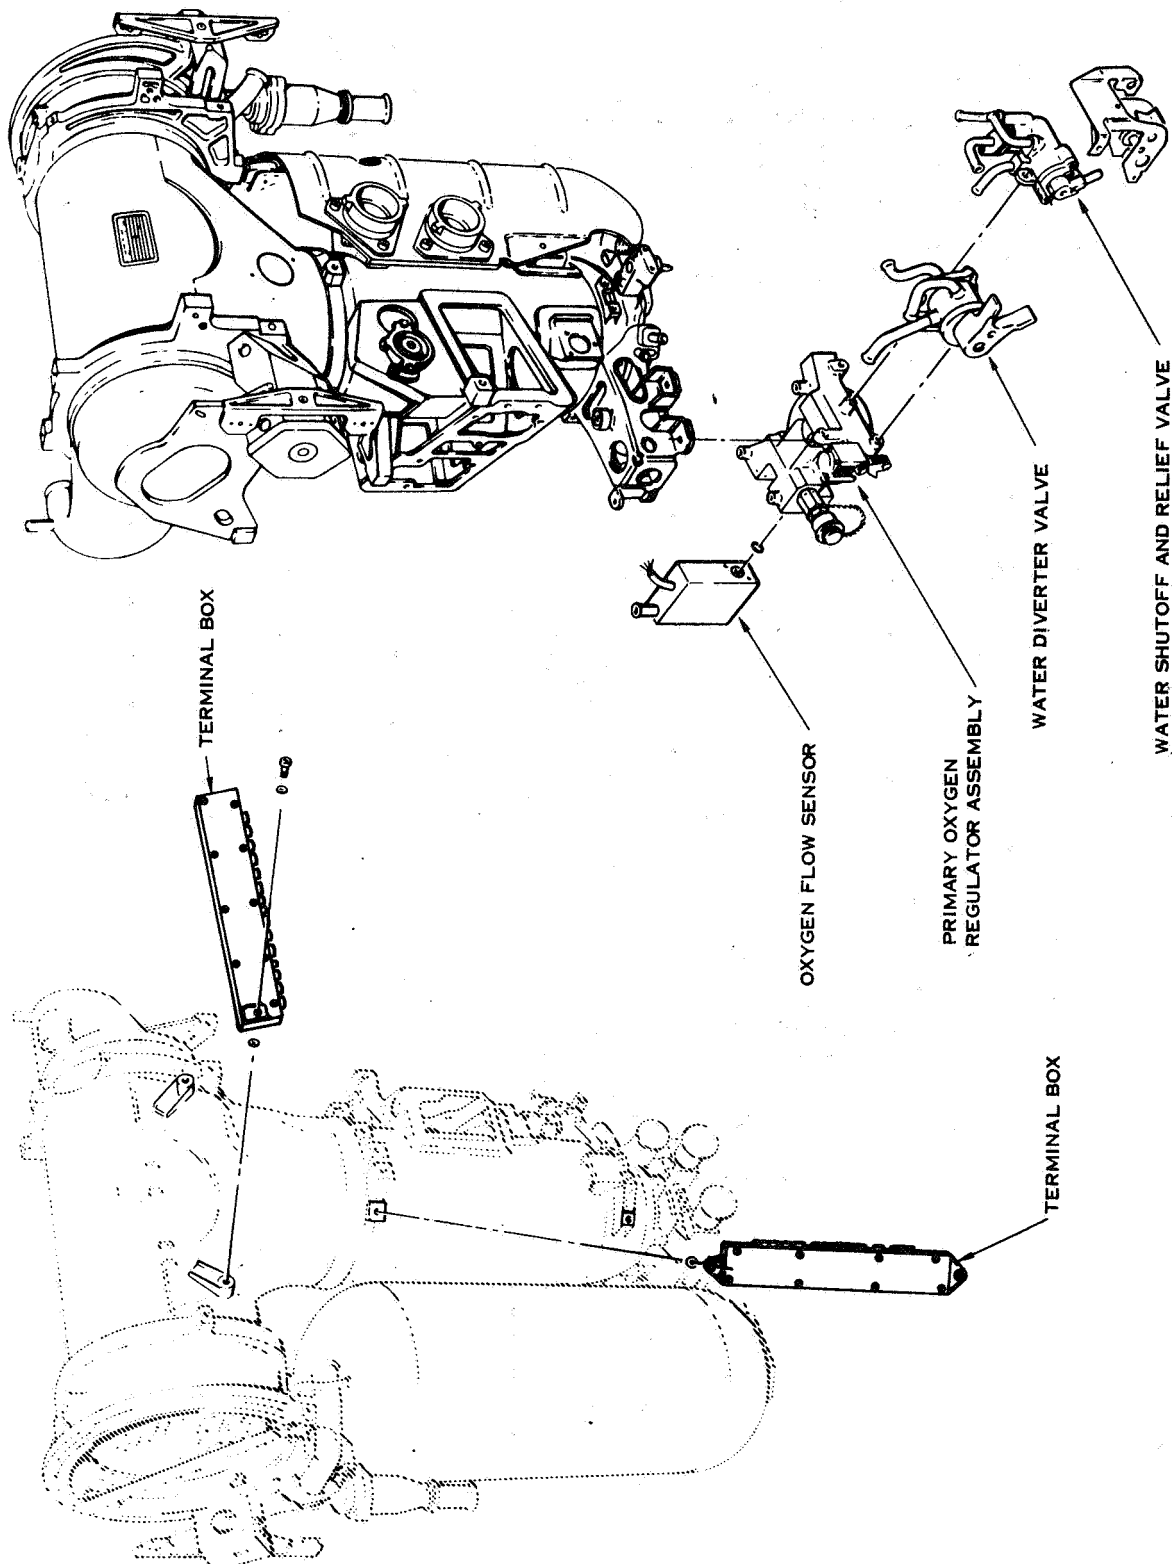 TERMINAL BOX
OXYGEN FLOW SENSOR
PRIMARY OXYGEN
REGULATOR ASSEMBLY
WATER DIVERTER VALVE
WATER SHUTOFF AND RELIEF VALVE
TERMINAL BOX